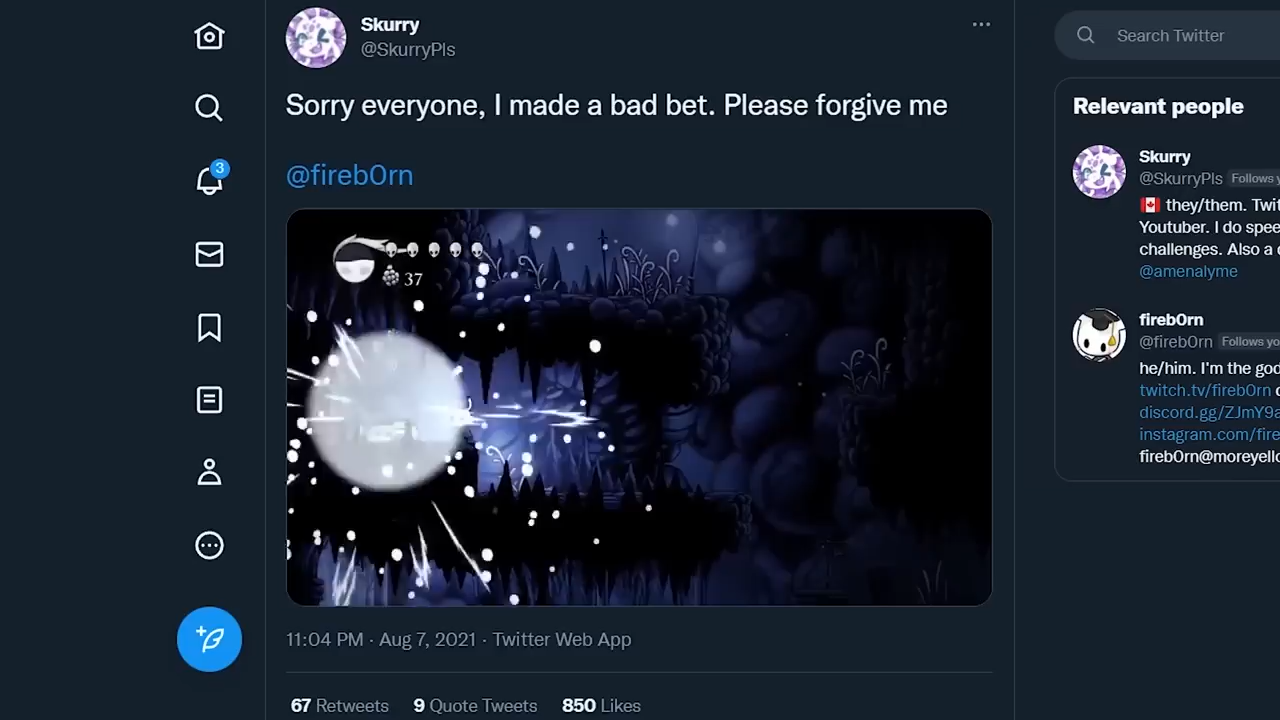 Skurry
@SkurryPls
Sorry everyone, I made a bad bet. Please forgive me
@fireb0rn
37
11:04 PM · Aug 7, 2021 · Twitter Web App
67 Retweets 9 Quote Tweets 850 Likes
3
Search Twitter
Relevant people
Skurry
@SkurryPls Follows y
they/them. Twit
Youtuber. I do spee
challenges. Also a c
@amenalyme
fireb0rn
@fireb0rn Follows yo
he/him. I'm the god
twitch.tv/fireb0rn c
discord.gg/ZJmY9a
instagram.com/fire
fireb0rn@moreyello